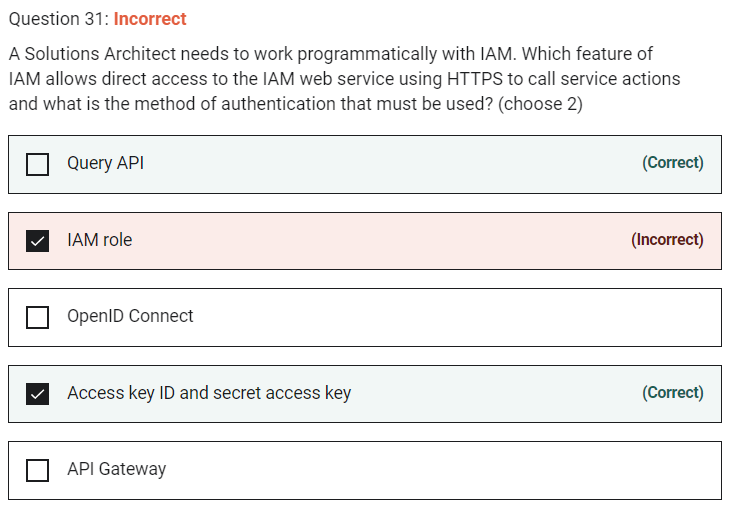 Question 31: Incorrect
A Solutions Architect needs to work programmatically with IAM. Which feature of
IAM allows direct access to the IAM web service using HTTPS to call service actions
and what is the method of authentication that must be used? (choose 2)
Query API (Correct)
IAM role (Incorrect)
OpenID Connect
Access key ID and secret access key (Correct)
API Gateway